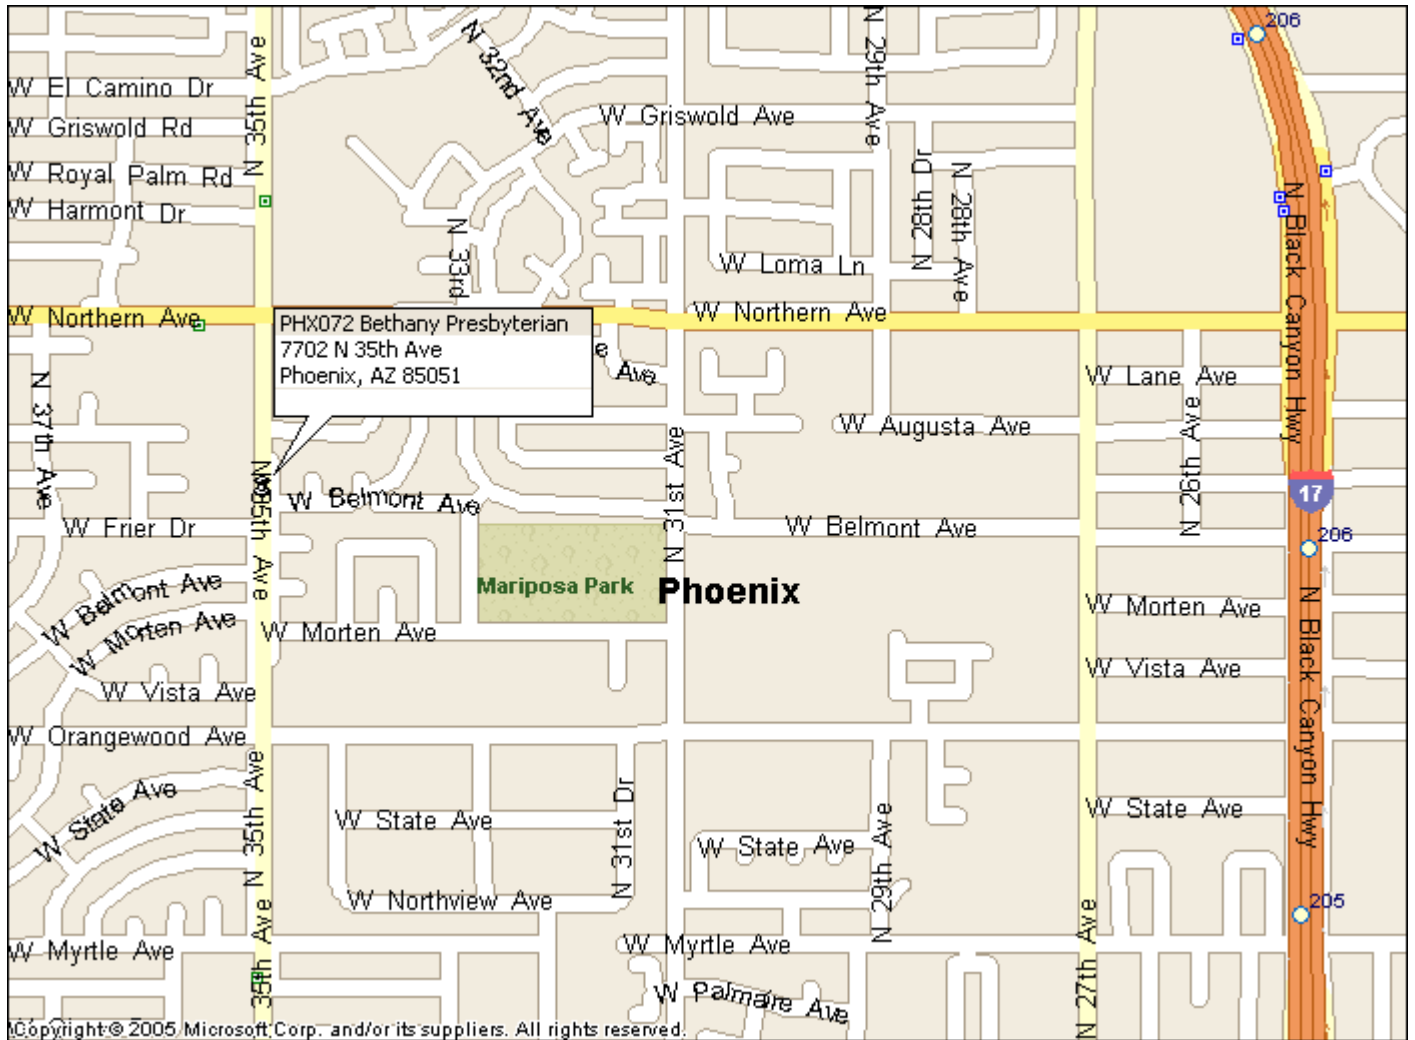 206
N 29th Ave
N 32nd Ave
N 35th Ave
W El Camino Dr
W Griswold Ave
W Griswold Rd
N 28th Dr
N 28th Ave
W Royal Palm Rd
W Harmont Dr
N 33rd
N Black Canyon Hwy
W Loma Ln
W Northern Ave
W Northern Ave
PHX072 Bethany Presbyterian
7702 N 35th Ave
Phoenix, AZ 85051
e Ave
W Lane Ave
N 37th Ave
N 26th Ave
W Augusta Ave
N 31st Ave
N 35th Ave
W Belmont Ave
17
W Frier Dr
W Belmont Ave
206
Mariposa Park
Phoenix
W Belmont Ave
W Morten Ave
W Morten Ave
W Morten Ave
N Black Canyon Hwy
W Vista Ave
W Vista Ave
W Orangewood Ave
N 35th Ave
W State Ave
W State Ave
N 31st Dr
W State Ave
N 29th Ave
W State Ave
W Northview Ave
205
W Myrtle Ave
35th Ave
W Myrtle Ave
N 27th Ave
W Palmaire Ave
Copyright © 2005 Microsoft Corp. and/or its suppliers. All rights reserved.